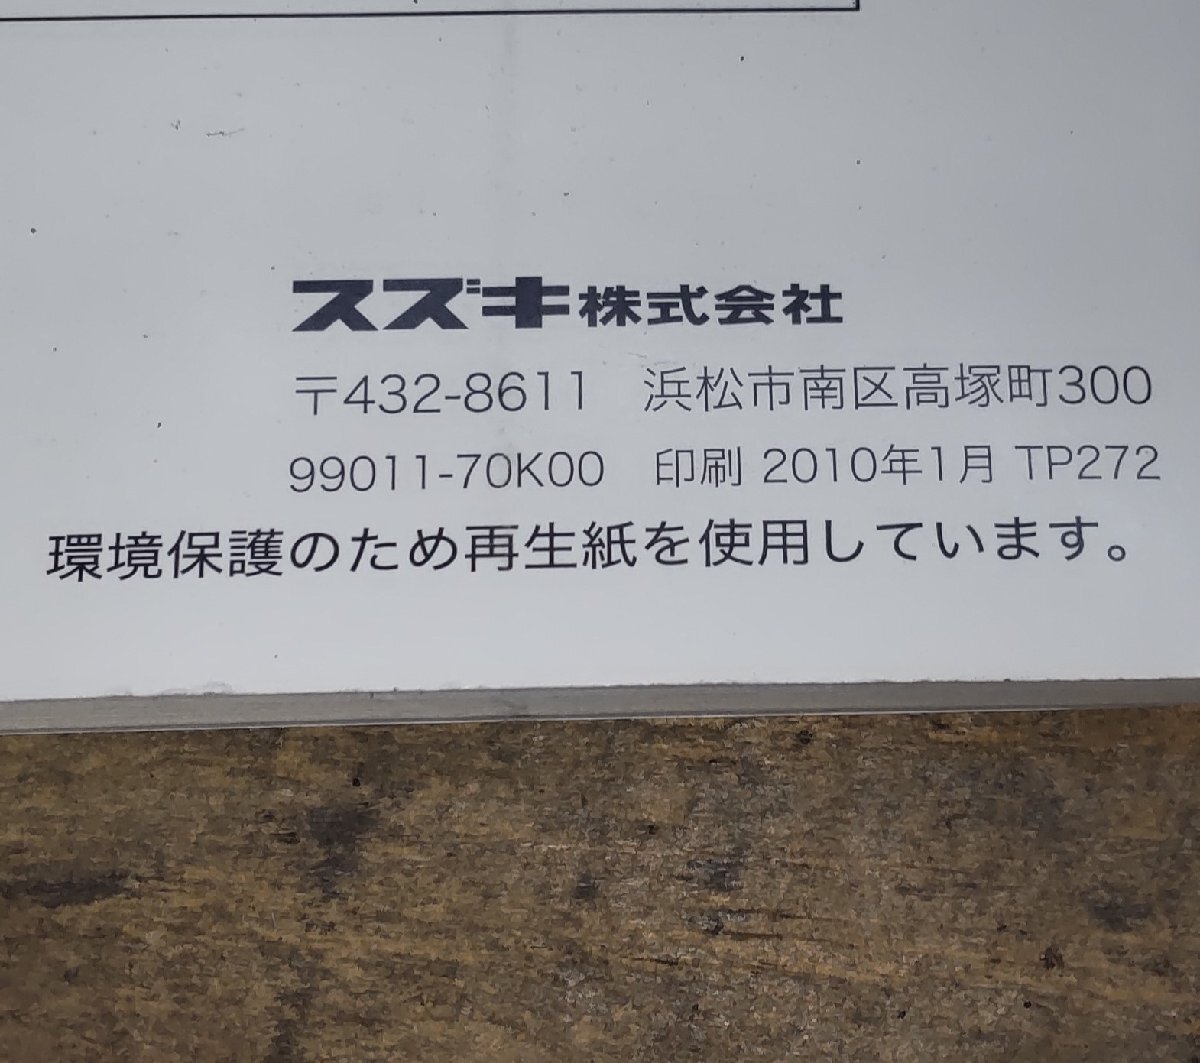 スズキ株式会社
〒432-8611　浜松市南区高塚町300
99011-70K00　印刷 2010年1月 TP272
環境保護のため再生紙を使用しています。